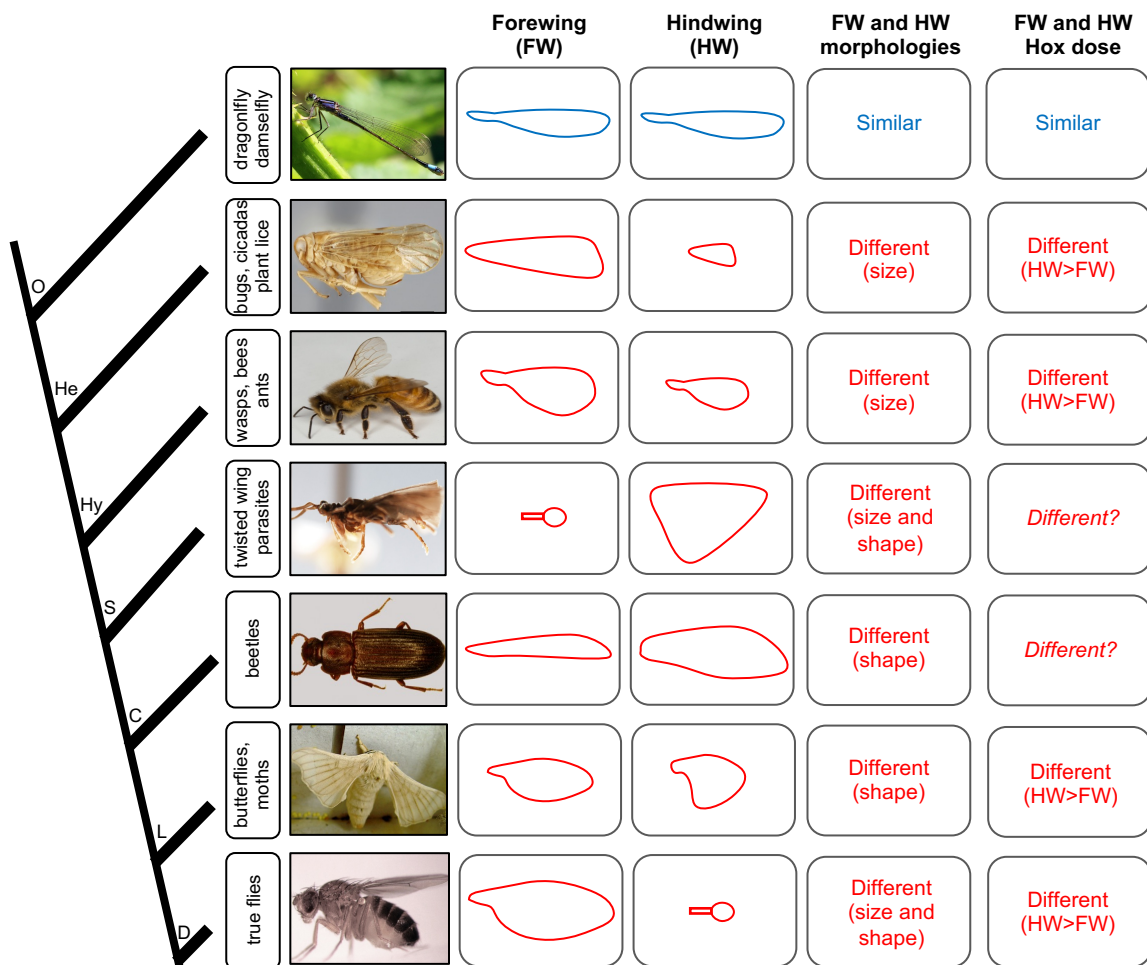 Forewing
(FW)
Hindwing
(HW)
FW and HW
morphologies
FW and HW
Hox dose
O
dragonlfly
damselfly
Similar
Similar
He
bugs, cicadas
plant lice
Different
(size)
Different
(HW>FW)
Hy
wasps, bees
ants
Different
(size)
Different
(HW>FW)
S
twisted wing
parasites
Different
(size and
shape)
Different?
C
beetles
Different
(shape)
Different?
L
butterflies,
moths
Different
(shape)
Different
(HW>FW)
D
true flies
Different
(size and
shape)
Different
(HW>FW)